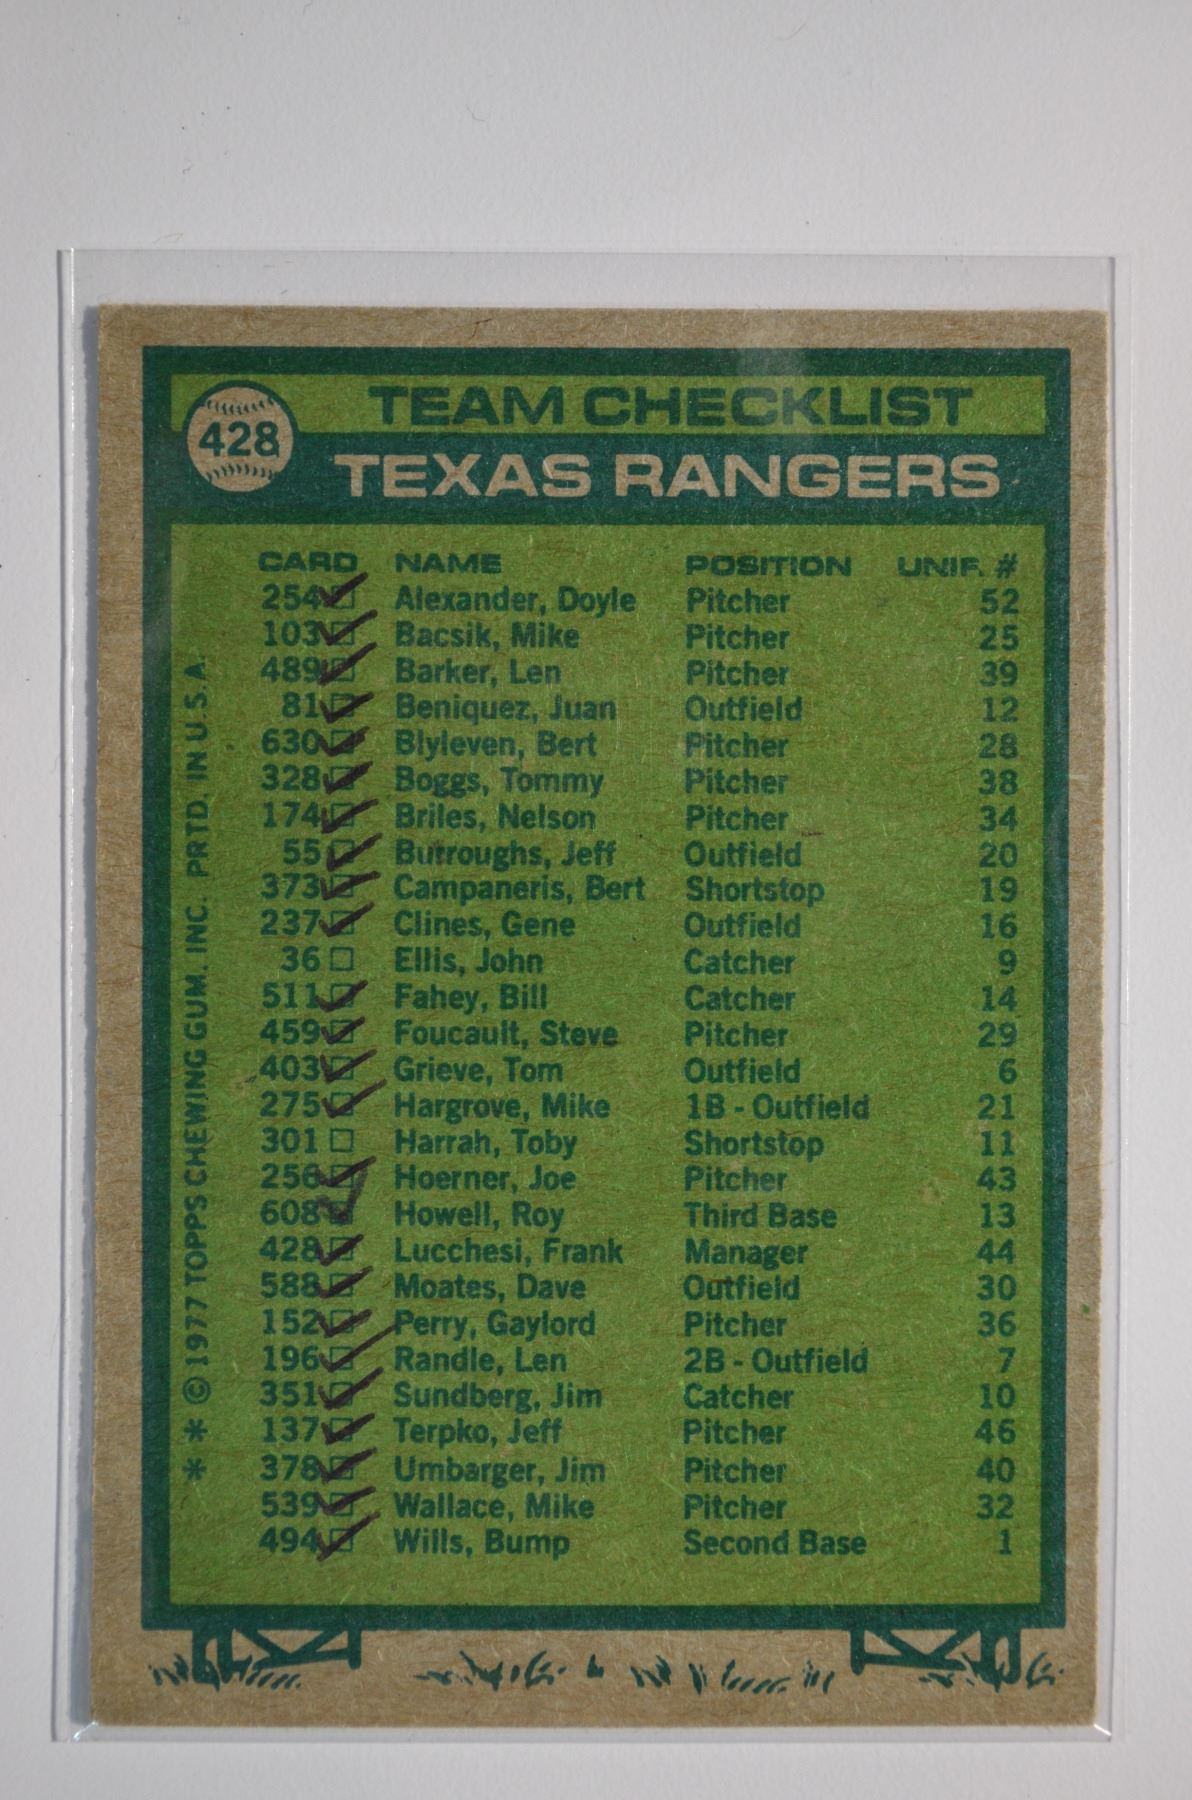 TEAM CHECKLIST
428
TEXAS RANGERS
CARD NAME POSITION UNIF. #
254 Alexander, Doyle Pitcher 52
103 Bacsik, Mike Pitcher 25
489 Barker, Len Pitcher 39
81 Beniquez, Juan Outfield 12
630 Blyleven, Bert Pitcher 28
328 Boggs, Tommy Pitcher 38
174 Briles, Nelson Pitcher 34
55 Burroughs, Jeff Outfield 20
373 Campaneris, Bert Shortstop 19
237 Clines, Gene Outfield 16
36 Ellis, John Catcher 9
511 Fahey, Bill Catcher 14
459 Foucault, Steve Pitcher 29
403 Grieve, Tom Outfield 6
275 Hargrove, Mike 1B - Outfield 21
301 Harrah, Toby Shortstop 11
256 Hoerner, Joe Pitcher 43
608 Howell, Roy Third Base 13
428 Lucchesi, Frank Manager 44
588 Moates, Dave Outfield 30
152 Perry, Gaylord Pitcher 36
196 Randle, Len 2B - Outfield 7
351 Sundberg, Jim Catcher 10
137 Terpko, Jeff Pitcher 46
378 Umbarger, Jim Pitcher 40
539 Wallace, Mike Pitcher 32
494 Wills, Bump Second Base 1
* * © 1977 TOPPS CHEWING GUM, INC. PRTD. IN U.S.A.